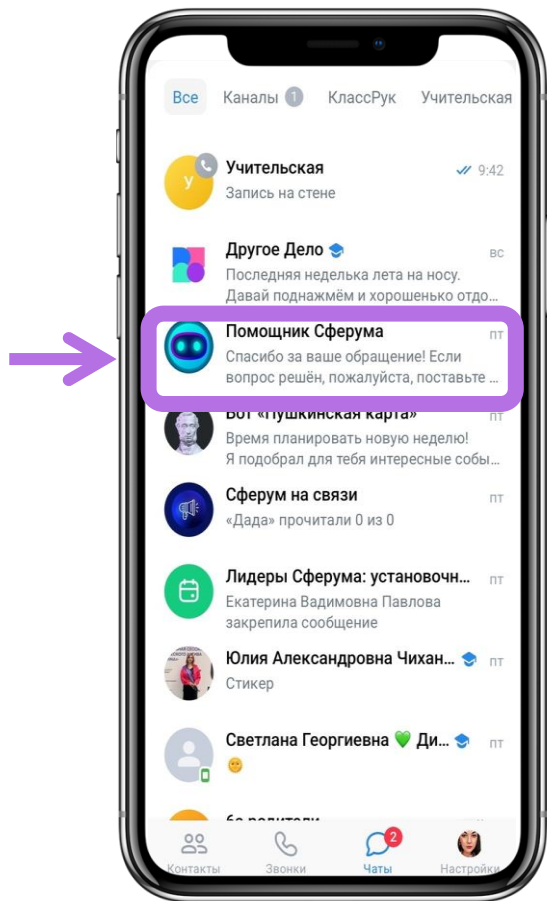 Все Каналы 1 КлассРук Учительская
У
Учительская 9:42
Запись на стене
Другое Дело вс
Последняя неделька лета на носу.
Давай поднажмём и хорошенько отдо...
Помощник Сферума пт
Спасибо за ваше обращение! Если
вопрос решён, пожалуйста, поставьте ...
Бот «Пушкинская карта» пт
Время планировать новую неделю!
Я подобрал для тебя интересные собы...
Сферум на связи пт
«Дада» прочитали 0 из 0
Лидеры Сферума: установочн... пт
Екатерина Вадимовна Павлова
закрепила сообщение
Юлия Александровна Чихан... пт
Стикер
Светлана Георгиевна 💚 Ди... пт
🙂
родители
2
Контакты Звонки Чаты Настройки